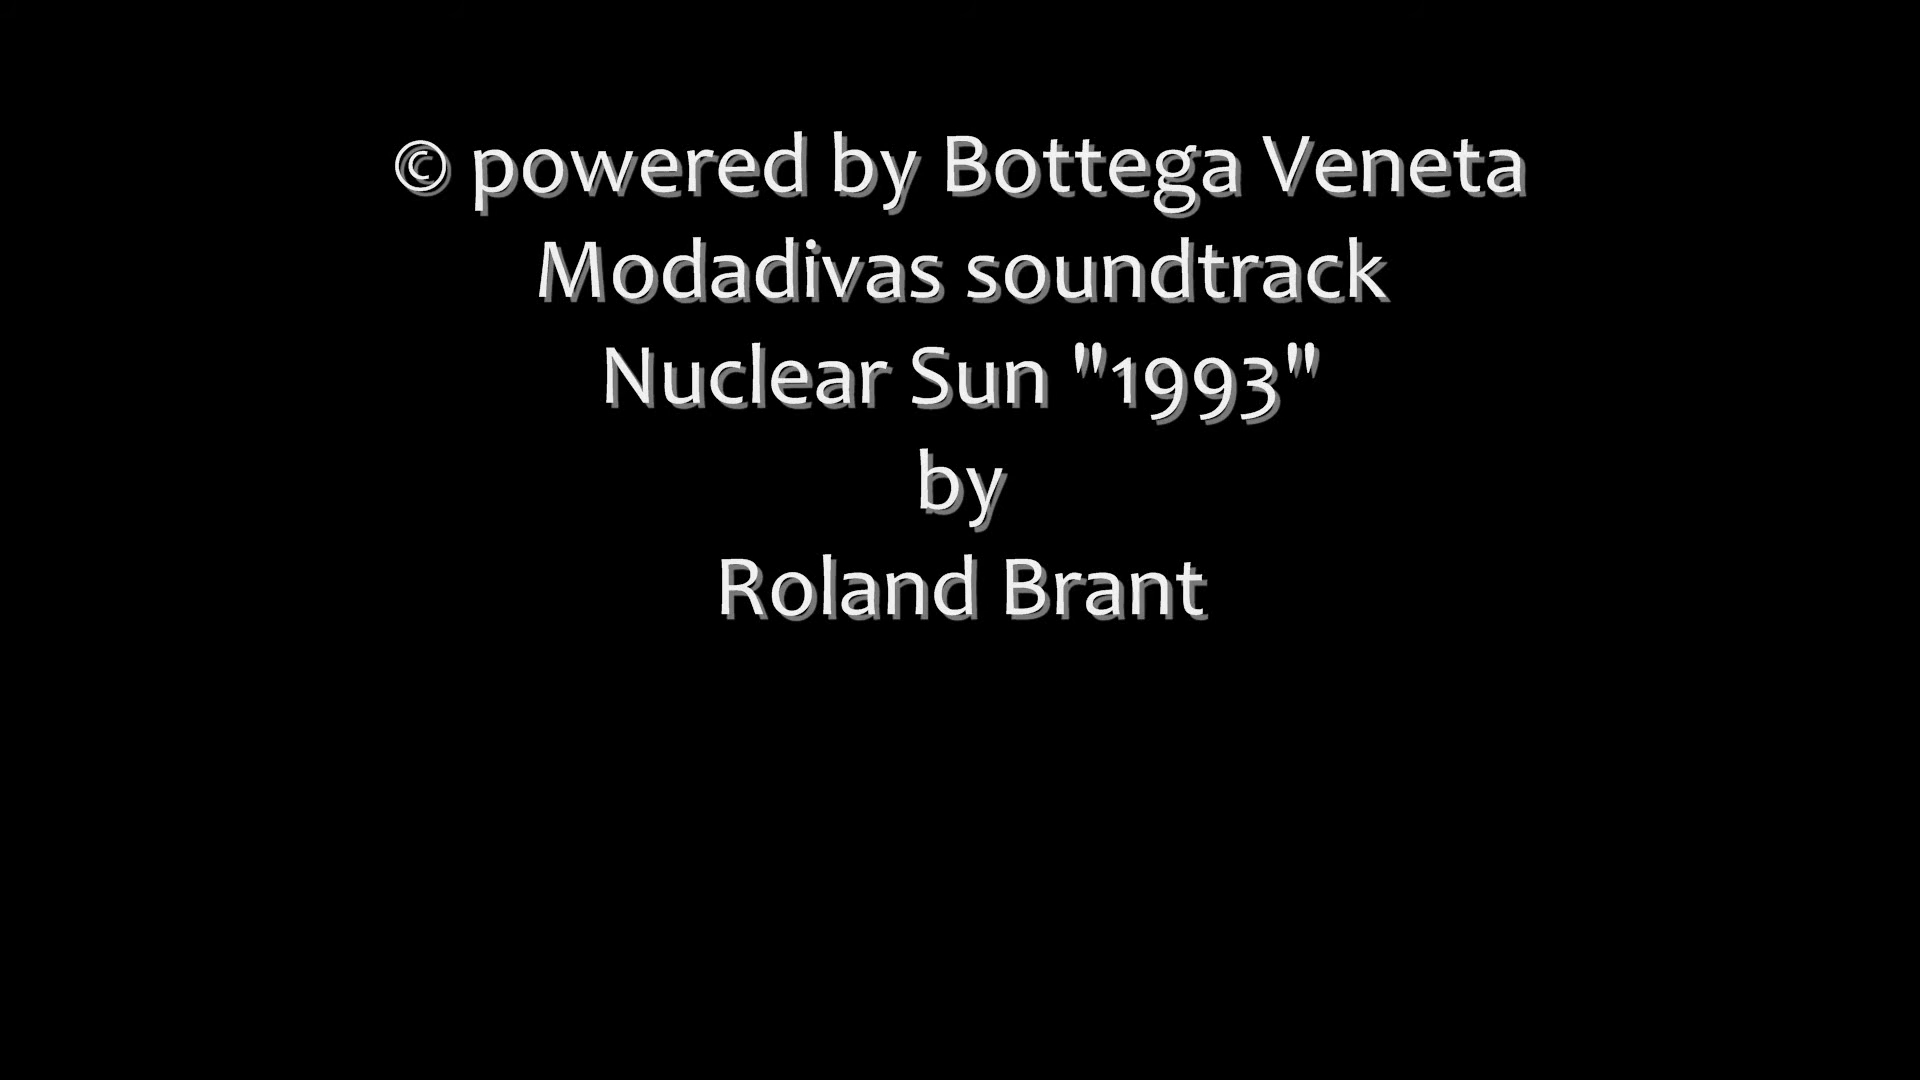 © powered by Bottega Veneta
Modadivas soundtrack
Nuclear Sun "1993"
by
Roland Brant